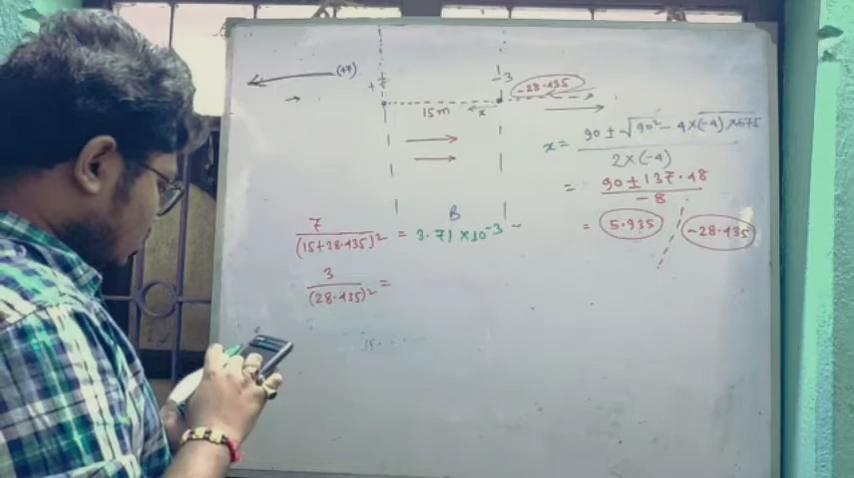 (+7)
-3
-28.435
15m
x
x = 90 ± √90² - 4×(-4)×675 / 2×(-4)
= 90 ± 137.48 / -8
= 5.935 / -28.435
B
7 / (15+28.435)² = 3.71 × 10⁻³ -
3 / (28.435)² =